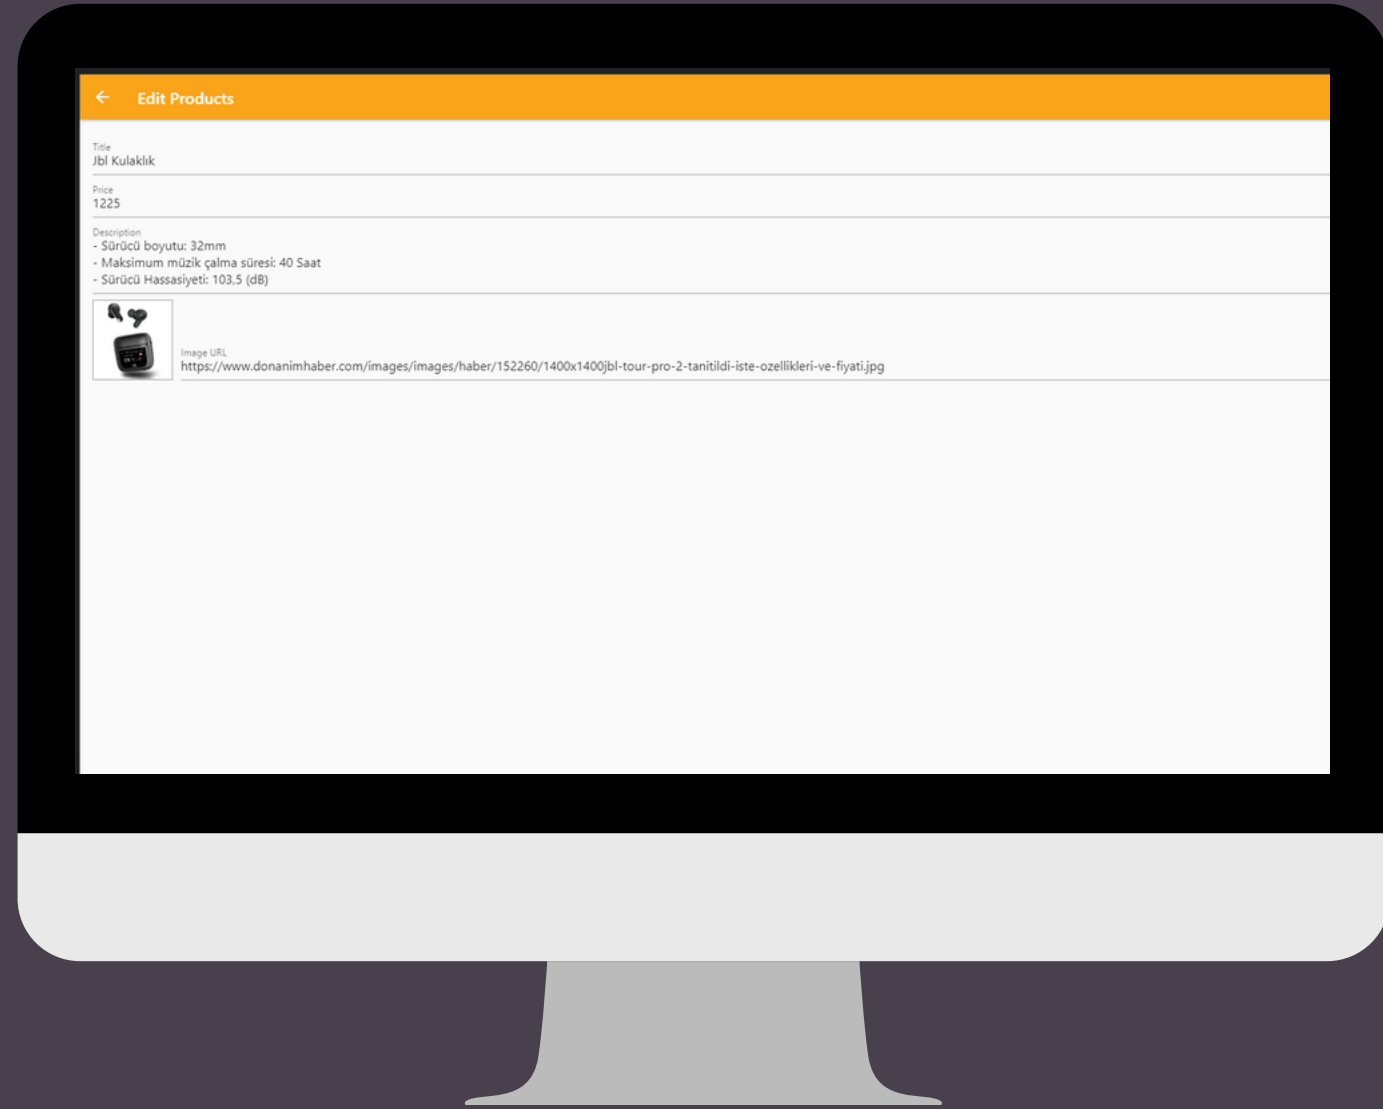 Edit Products
Title
Jbl Kulaklık
Price
1225
Description
- Sürücü boyutu: 32mm
- Maksimum müzik çalma süresi: 40 Saat
- Sürücü Hassasiyeti: 103,5 (dB)
Image URL
https://www.donanimhaber.com/images/images/haber/152260/1400x1400jbl-tour-pro-2-tanitildi-iste-ozellikleri-ve-fiyati.jpg